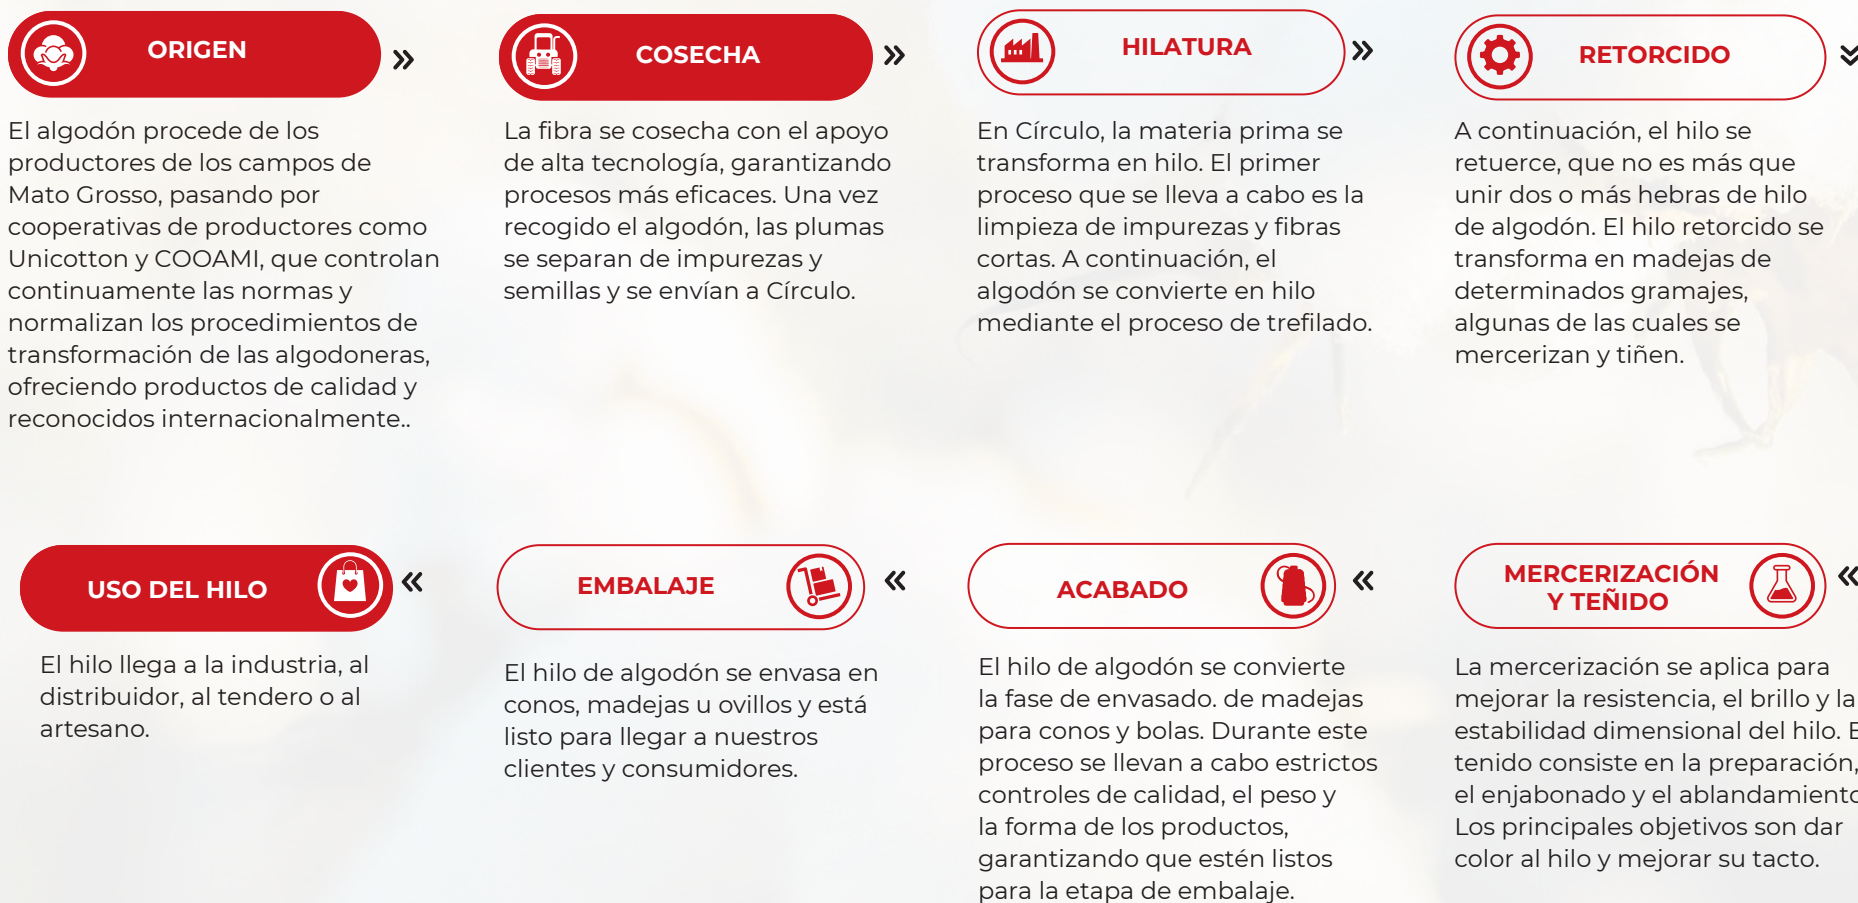 ORIGEN
El algodón procede de los
productores de los campos de
Mato Grosso, pasando por
cooperativas de productores como
Unicotton y COOAMI, que controlan
continuamente las normas y
normalizan los procedimientos de
transformación de las algodoneras,
ofreciendo productos de calidad y
reconocidos internacionalmente..
COSECHA
La fibra se cosecha con el apoyo
de alta tecnología, garantizando
procesos más eficaces. Una vez
recogido el algodón, las plumas
se separan de impurezas y
semillas y se envían a Círculo.
HILATURA
En Círculo, la materia prima se
transforma en hilo. El primer
proceso que se lleva a cabo es la
limpieza de impurezas y fibras
cortas. A continuación, el
algodón se convierte en hilo
mediante el proceso de trefilado.
RETORCIDO
A continuación, el hilo se
retuerce, que no es más que
unir dos o más hebras de hilo
de algodón. El hilo retorcido se
transforma en madejas de
determinados gramajes,
algunas de las cuales se
mercerizan y tiñen.
MERCERIZACIÓN
Y TEÑIDO
La mercerización se aplica para
mejorar la resistencia, el brillo y la
estabilidad dimensional del hilo.
tenido consiste en la preparación,
el enjabonado y el ablandamiento
Los principales objetivos son dar
color al hilo y mejorar su tacto.
ACABADO
El hilo de algodón se convierte
la fase de envasado. de madejas
para conos y bolas. Durante este
proceso se llevan a cabo estrictos
controles de calidad, el peso y
la forma de los productos,
garantizando que estén listos
para la etapa de embalaje.
EMBALAJE
El hilo de algodón se envasa en
conos, madejas u ovillos y está
listo para llegar a nuestros
clientes y consumidores.
USO DEL HILO
El hilo llega a la industria, al
distribuidor, al tendero o al
artesano.